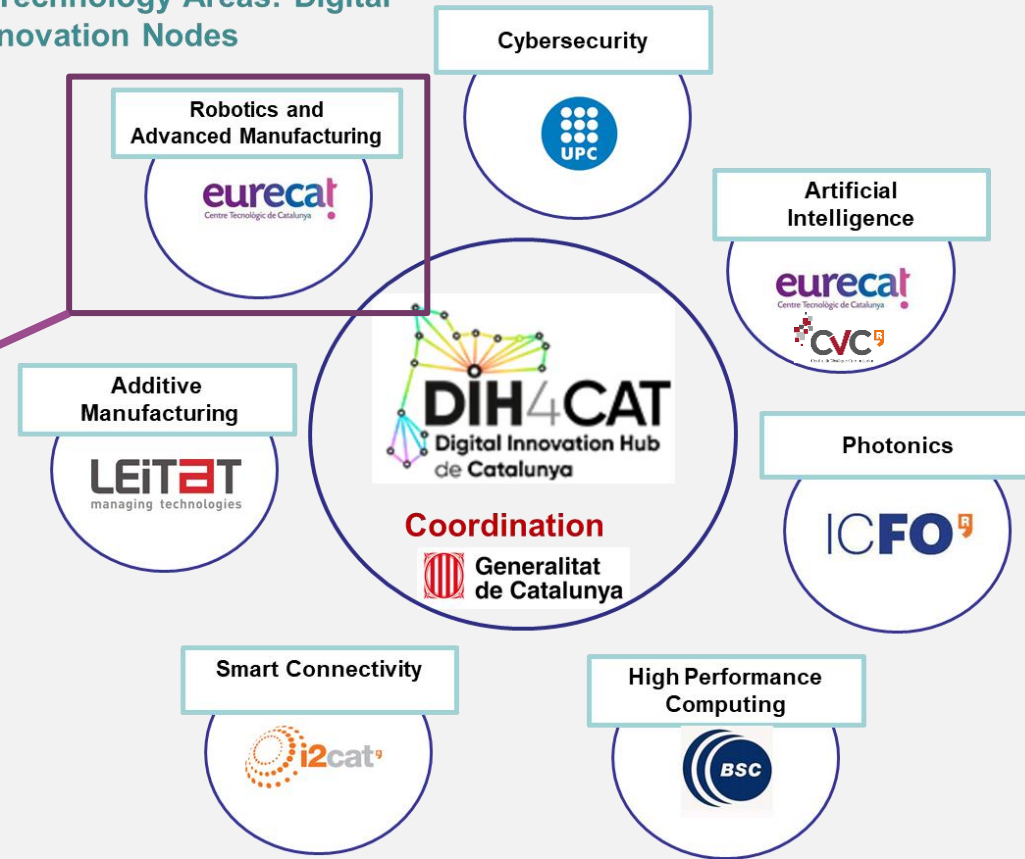 Technology Areas: Digital
nnovation Nodes
Cybersecurity
UPC
Robotics and
Advanced Manufacturing
eurecat
Centre Tecnològic de Catalunya
Artificial
Intelligence
eurecat
Centre Tecnològic de Catalunya
CVC
R
DIH4CAT
Digital Innovation Hub
de Catalunya
Coordination
Generalitat
de Catalunya
Additive
Manufacturing
LEITAT
managing technologies
Photonics
ICFO
R
Smart Connectivity
i2cat
High Performance
Computing
BSC